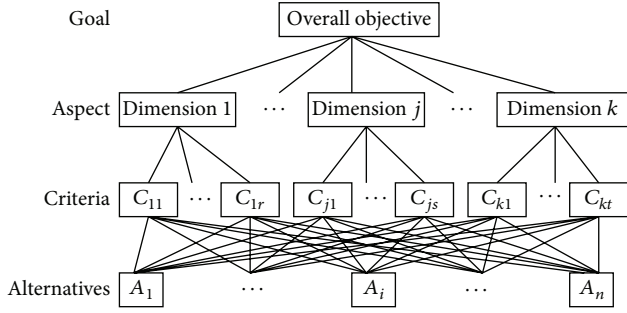 Goal Overall objective
Aspect Dimension 1 ⋯ Dimension j ⋯ Dimension k
Criteria C₁₁ ⋯ C₁ᵣ Cⱼ₁ ⋯ Cⱼₛ Cₖ₁ ⋯ Cₖₜ
Alternatives A₁ ⋯ Aᵢ ⋯ Aₙ